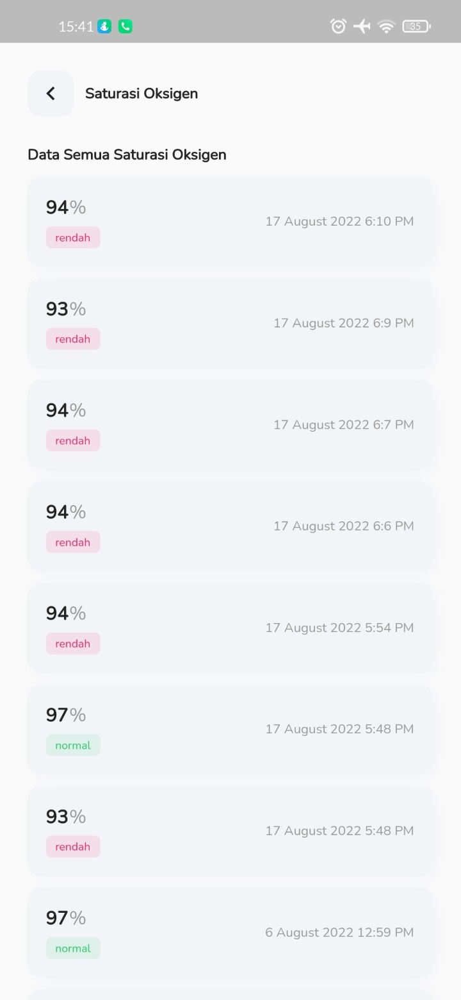 15:41
35
Saturasi Oksigen
Data Semua Saturasi Oksigen
94%
17 August 2022 6:10 PM
rendah
93%
17 August 2022 6:9 PM
rendah
94%
17 August 2022 6:7 PM
rendah
94%
17 August 2022 6:6 PM
rendah
94%
17 August 2022 5:54 PM
rendah
97%
17 August 2022 5:48 PM
normal
93%
17 August 2022 5:48 PM
rendah
97%
6 August 2022 12:59 PM
normal